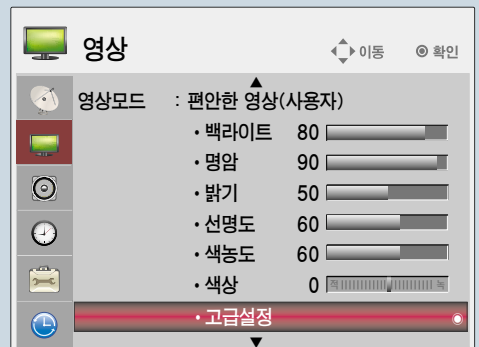 영상 이동 확인
영상모드 : 편안한 영상(사용자)
• 백라이트 80
• 명암 90
• 밝기 50
• 선명도 60
• 색농도 60
• 색상 0 적 녹
• 고급설정